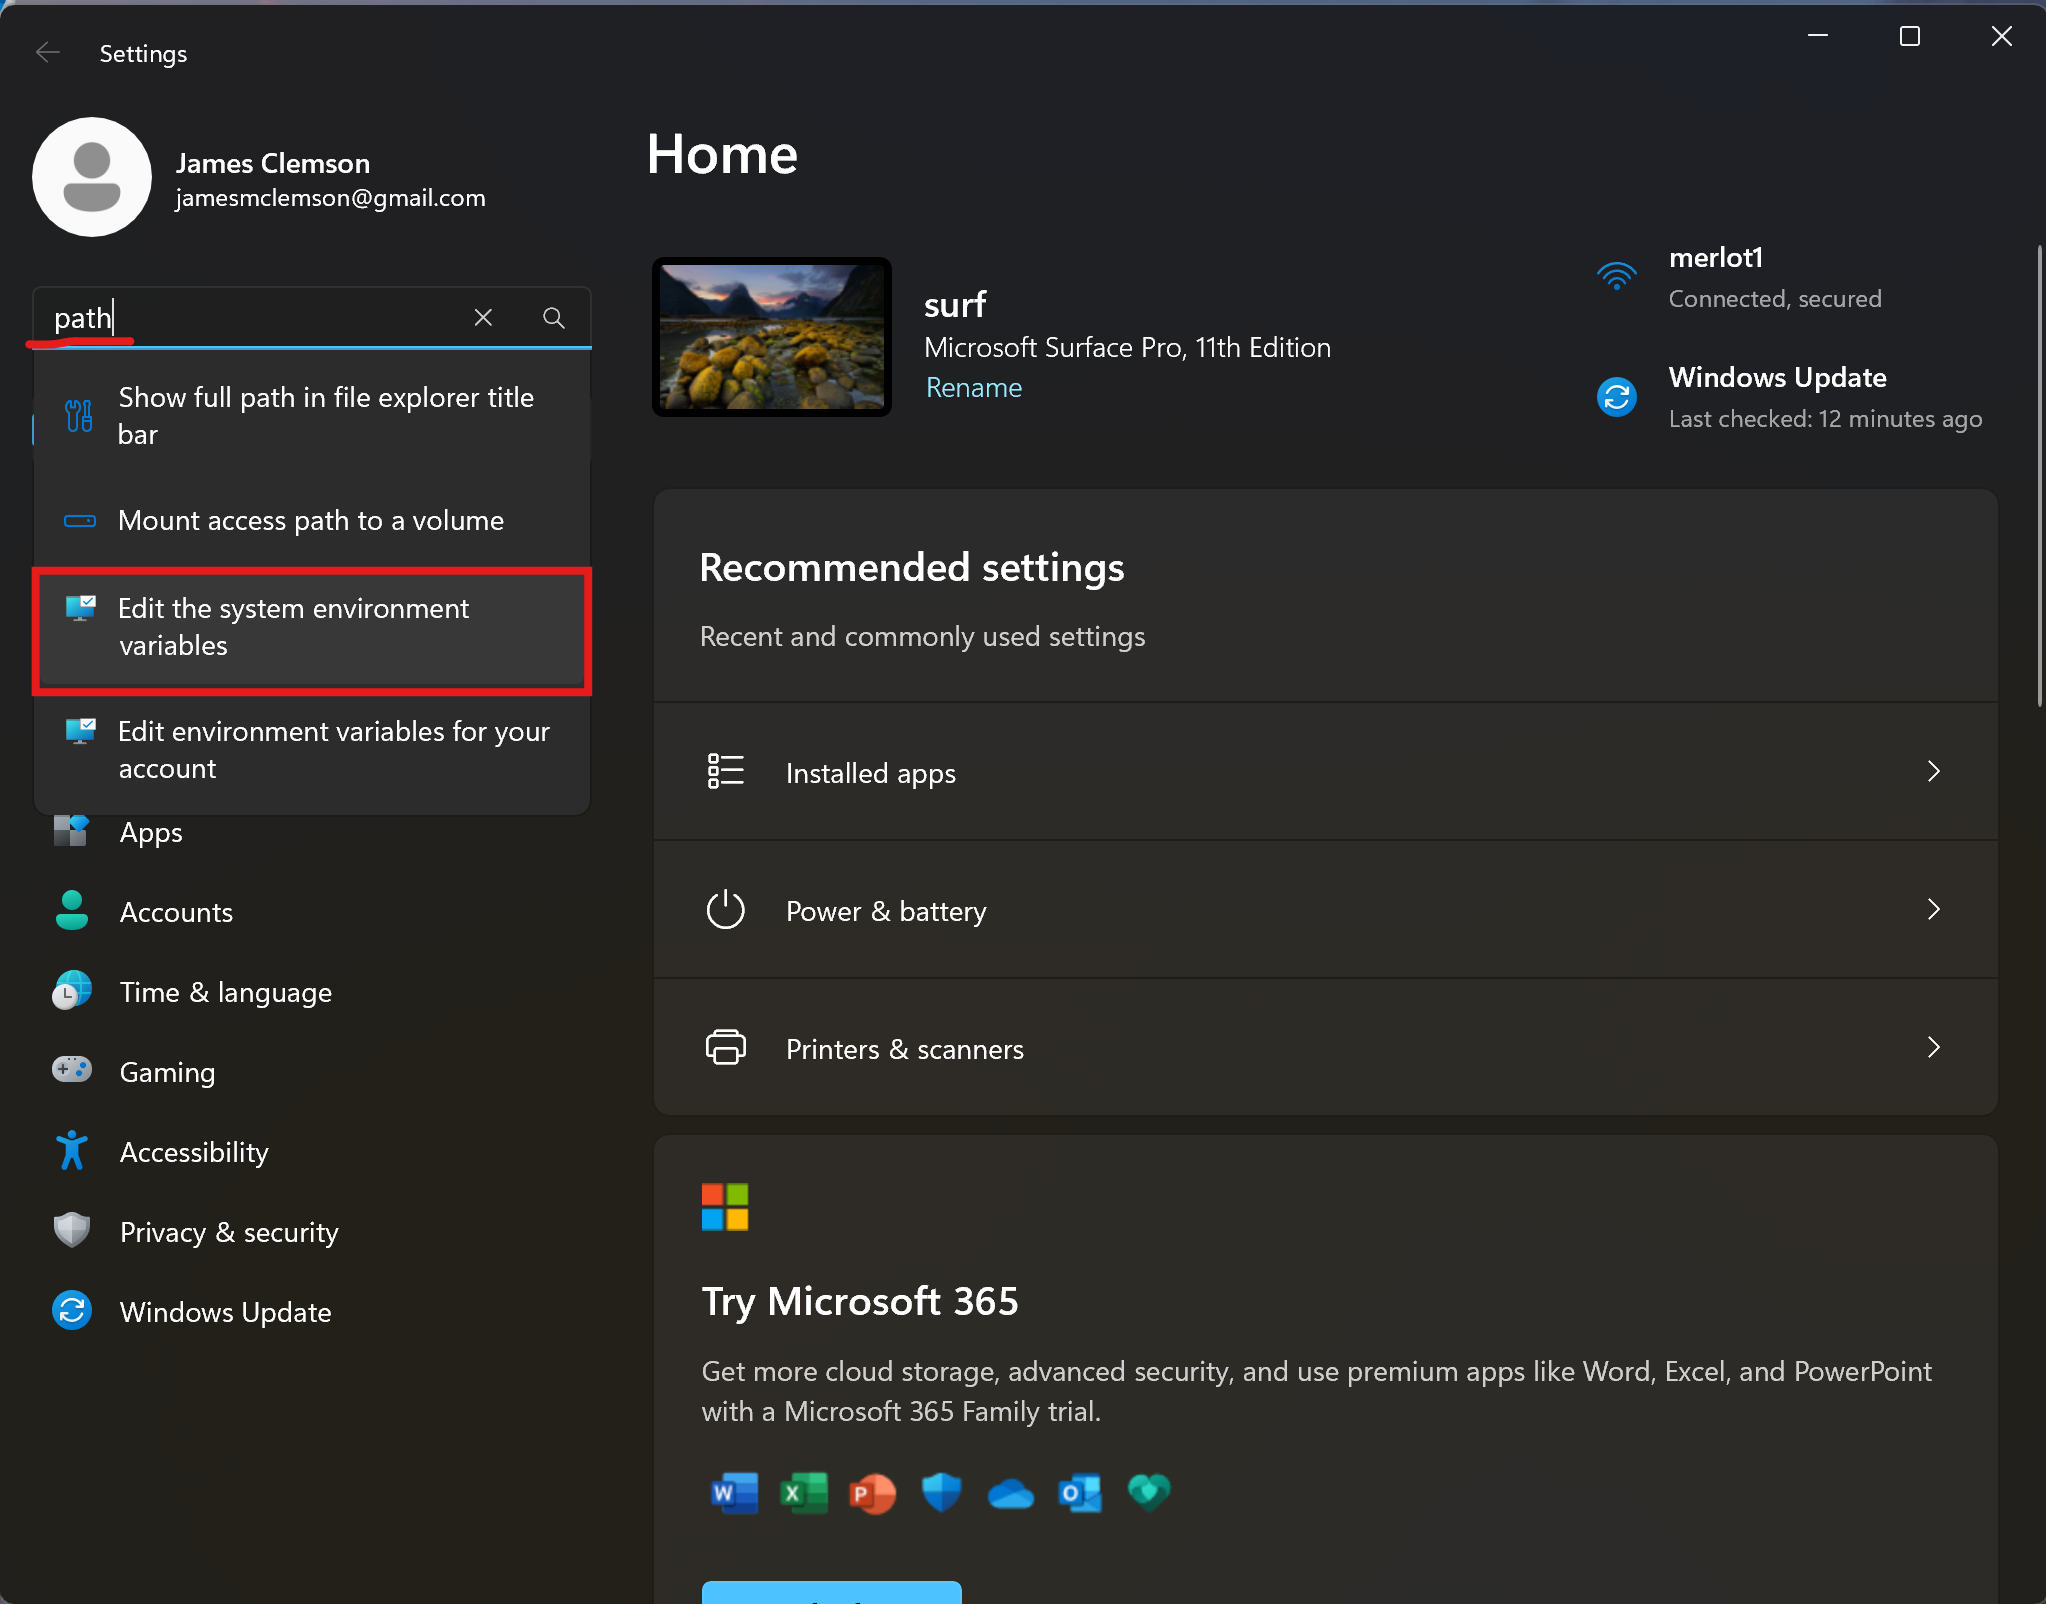 Settings
James Clemson
jamesmclemson@gmail.com
path
Show full path in file explorer title
bar
Mount access path to a volume
Edit the system environment
variables
Edit environment variables for your
account
Apps
Accounts
Time & language
Gaming
Accessibility
Privacy & security
Windows Update
Home
surf
Microsoft Surface Pro, 11th Edition
Rename
merlot1
Connected, secured
Windows Update
Last checked: 12 minutes ago
Recommended settings
Recent and commonly used settings
Installed apps
Power & battery
Printers & scanners
Try Microsoft 365
Get more cloud storage, advanced security, and use premium apps like Word, Excel, and PowerPoint
with a Microsoft 365 Family trial.
W X P O